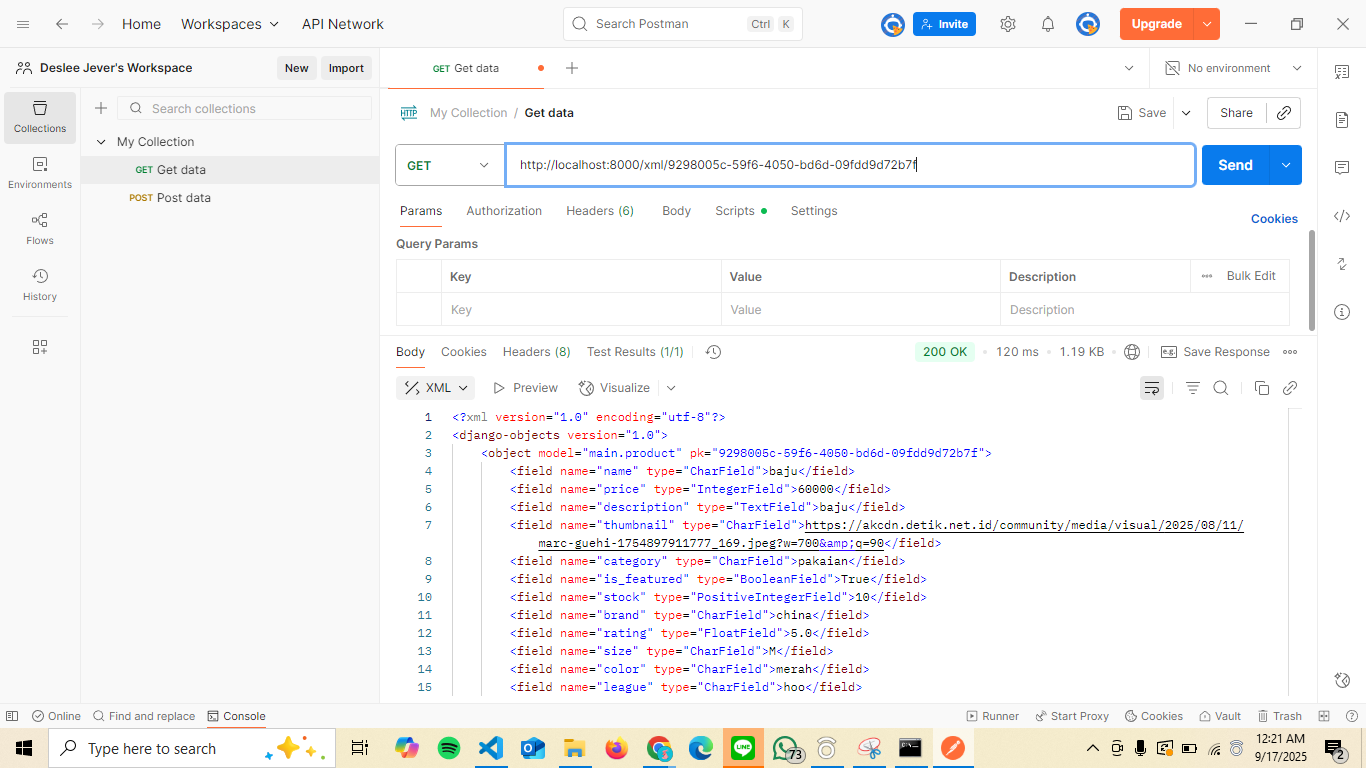 Home Workspaces API Network Search Postman Ctrl K Invite Upgrade
Deslee Jever's Workspace New Import GET Get data No environment
Collections Search collections
My Collection / Get data Save Share
My Collection
GET Get data
POST Post data
Environments
Flows
History
GET http://localhost:8000/xml/9298005c-59f6-4050-bd6d-09fdd9d72b7f Send
Params Authorization Headers (6) Body Scripts Settings Cookies
Query Params
Key Value Description Bulk Edit
Key Value Description
Body Cookies Headers (8) Test Results (1/1) 200 OK 120 ms 1.19 KB e.g. Save Response
XML Preview Visualize
1 <?xml version="1.0" encoding="utf-8"?>
2 <django-objects version="1.0">
3 <object model="main.product" pk="9298005c-59f6-4050-bd6d-09fdd9d72b7f">
4 <field name="name" type="CharField">baju</field>
5 <field name="price" type="IntegerField">60000</field>
6 <field name="description" type="TextField">baju</field>
7 <field name="thumbnail" type="CharField">https://akcdn.detik.net.id/community/media/visual/2025/08/11/
marc-guehi-1754897911777_169.jpeg?w=700&amp;q=90</field>
8 <field name="category" type="CharField">pakaian</field>
9 <field name="is_featured" type="BooleanField">True</field>
10 <field name="stock" type="PositiveIntegerField">10</field>
11 <field name="brand" type="CharField">china</field>
12 <field name="rating" type="FloatField">5.0</field>
13 <field name="size" type="CharField">M</field>
14 <field name="color" type="CharField">merah</field>
15 <field name="league" type="CharField">hoo</field>
Online Find and replace Console Runner Start Proxy Cookies Vault Trash
Type here to search LINE 73 12:21 AM
9/17/2025 2